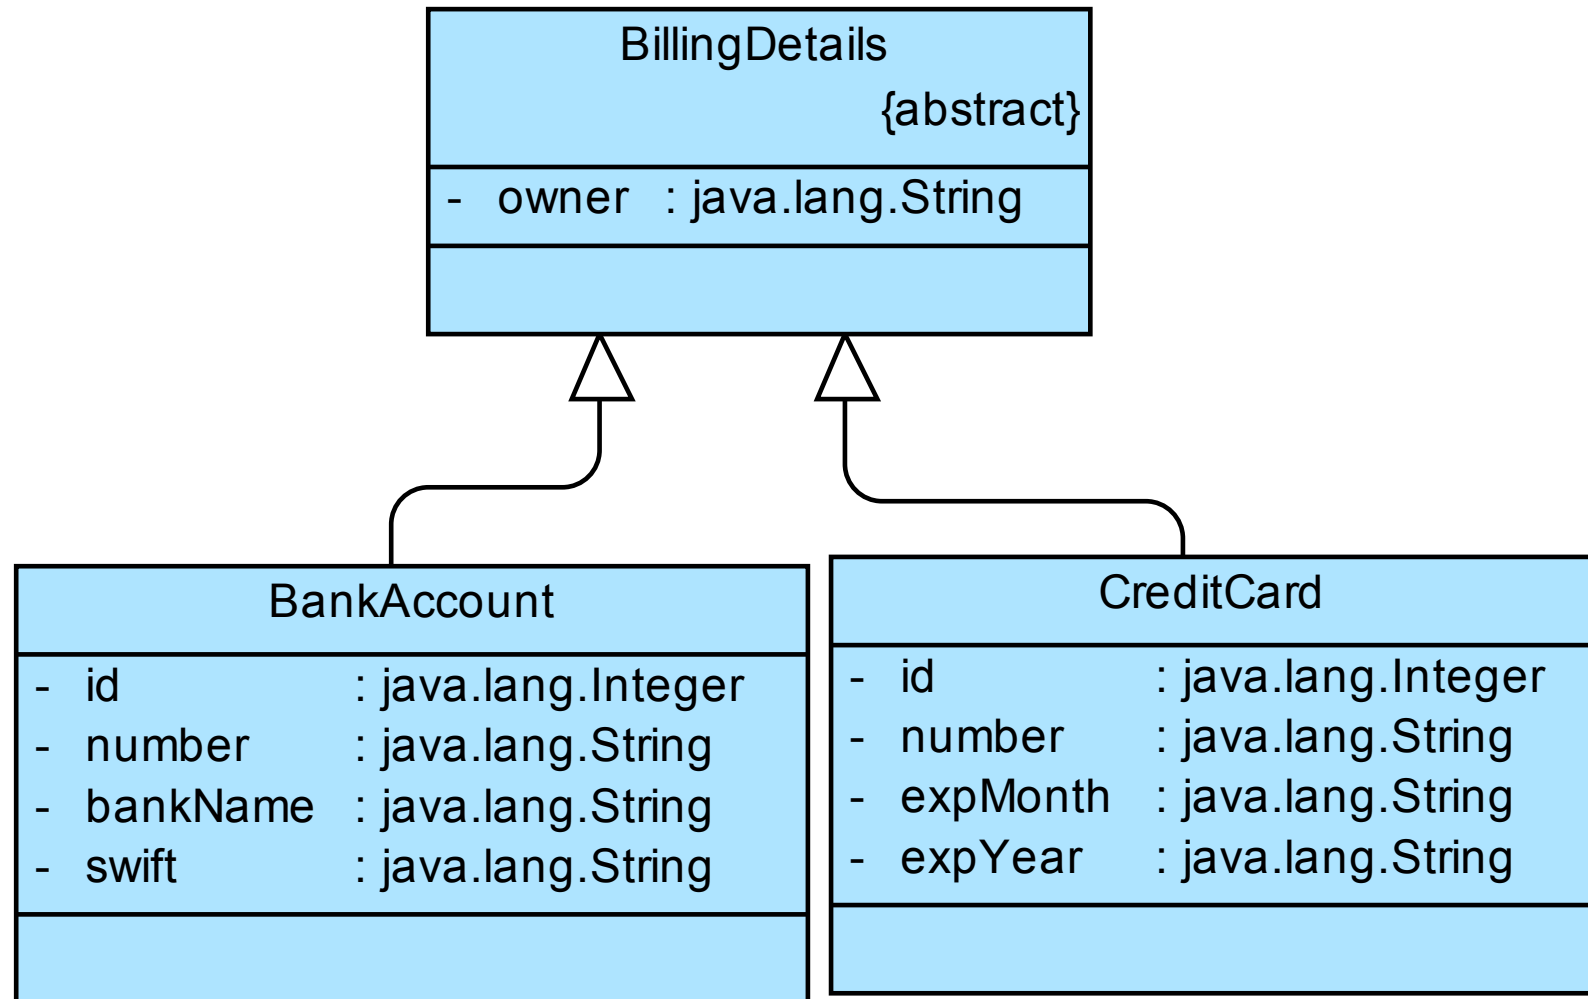 BillingDetails
{abstract}
- owner : java.lang.String
BankAccount
- id : java.lang.Integer
- number : java.lang.String
- bankName : java.lang.String
- swift : java.lang.String
CreditCard
- id : java.lang.Integer
- number : java.lang.String
- expMonth : java.lang.String
- expYear : java.lang.String